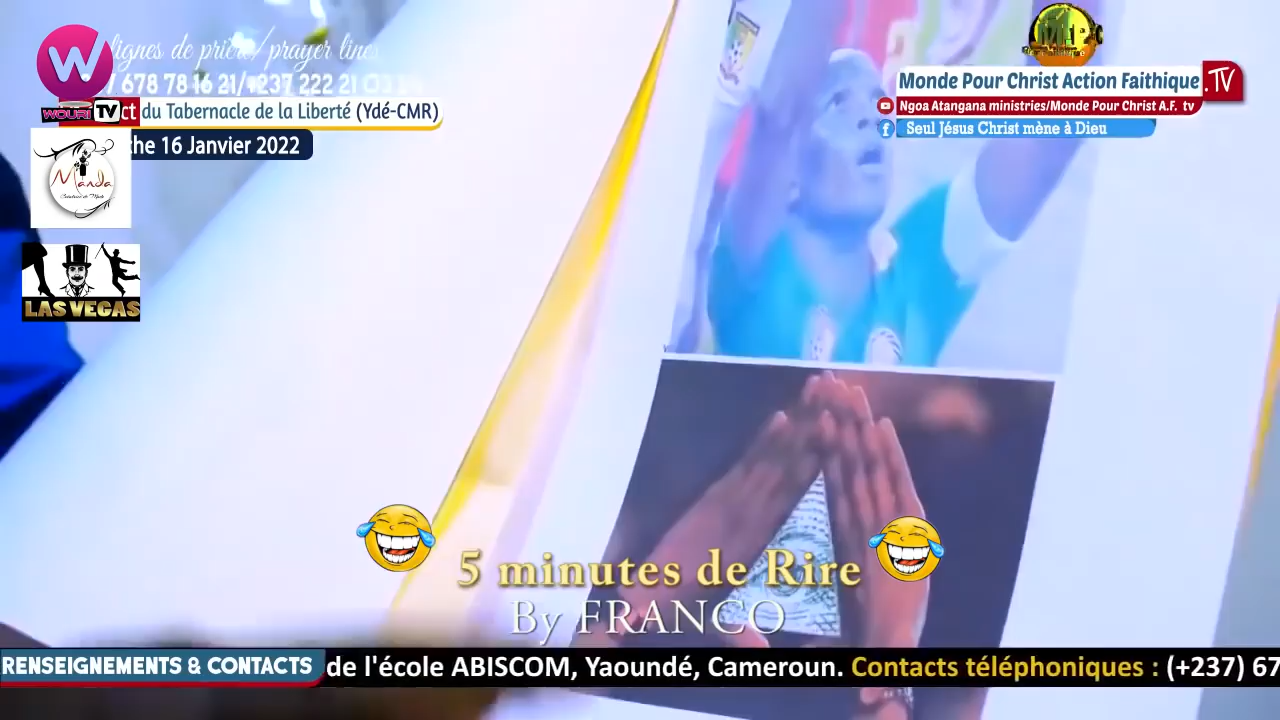 lignes de prière/prayer lines
678 78 16 21/+237 222 21 03
W
WOURI TV
ct du Tabernacle de la Liberté (Ydé-CMR)
che 16 Janvier 2022
Manda
LAS VEGAS
Monde Pour Christ Action Faithique .TV
Ngoa Atangana ministries/Monde Pour Christ A.F. tv
Seul Jésus Christ mène à Dieu
5 minutes de Rire
By FRANCO
RENSEIGNEMENTS & CONTACTS de l'école ABISCOM, Yaoundé, Cameroun. Contacts téléphoniques : (+237) 67